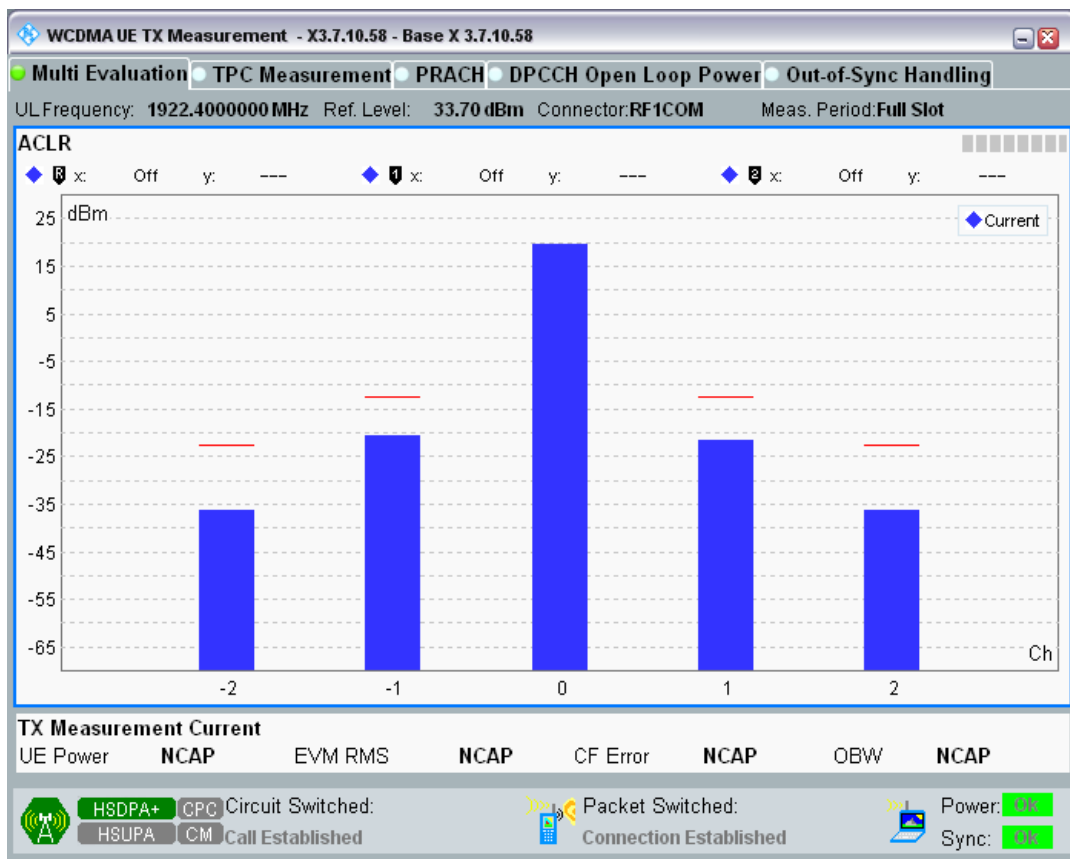 WCDMA UE TX Measurement - X3.7.10.58 - Base X 3.7.10.58
Multi Evaluation TPC Measurement PRACH DPCCH Open Loop Power Out-of-Sync Handling
UL Frequency: 1922.4000000 MHz Ref. Level: 33.70 dBm Connector:RF1COM Meas. Period:Full Slot
ACLR
R x: Off y: --- 1 x: Off y: --- 2 x: Off y: ---
dBm
Current
25
15
5
-5
-15
-25
-35
-45
-55
-65
Ch
-2 -1 0 1 2
TX Measurement Current
UE Power NCAP EVM RMS NCAP CF Error NCAP OBW NCAP
HSDPA+ CPC Circuit Switched: Packet Switched: Power: OK
HSUPA CM Call Established Connection Established Sync: OK